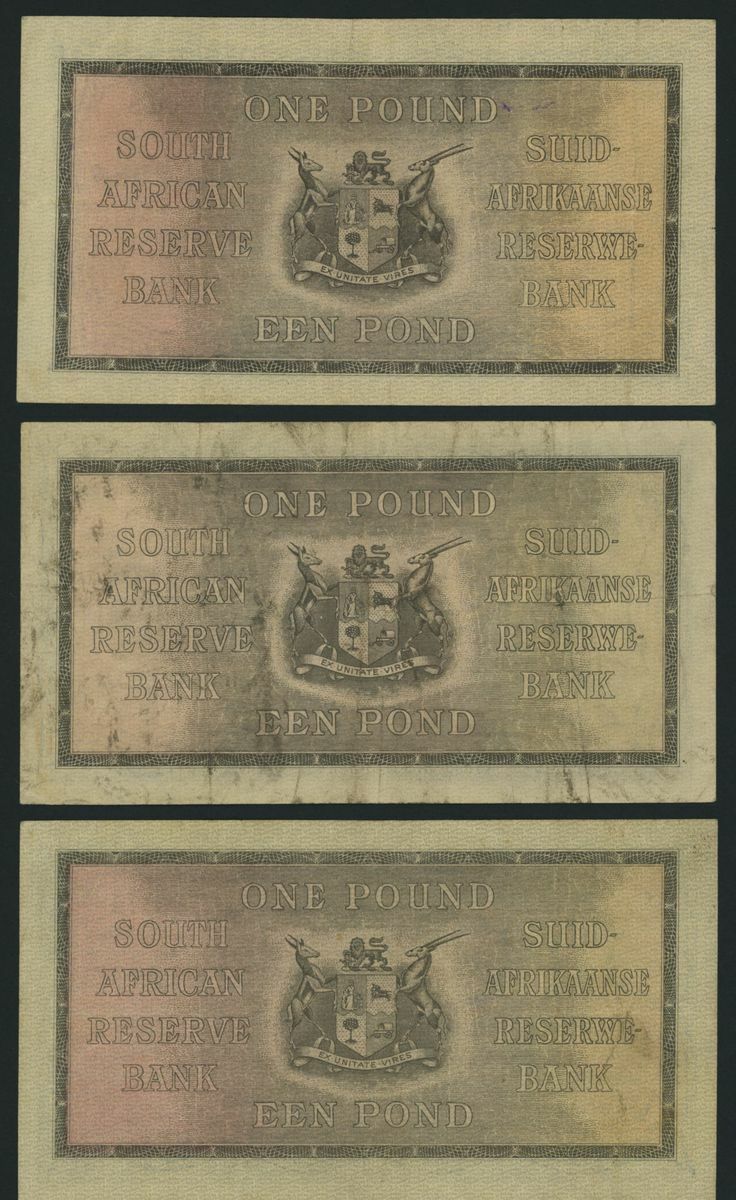 ONE POUND
SOUTH
AFRICAN
RESERVE
BANK
SUID-
AFRIKAANSE
RESERWE-
BANK
EX UNITATE VIRES
EEN POND
ONE POUND
SOUTH
AFRICAN
RESERVE
BANK
SUID-
AFRIKAANSE
RESERWE-
BANK
EX UNITATE VIRES
EEN POND
ONE POUND
SOUTH
AFRICAN
RESERVE
BANK
SUID-
AFRIKAANSE
RESERWE-
BANK
EX UNITATE VIRES
EEN POND